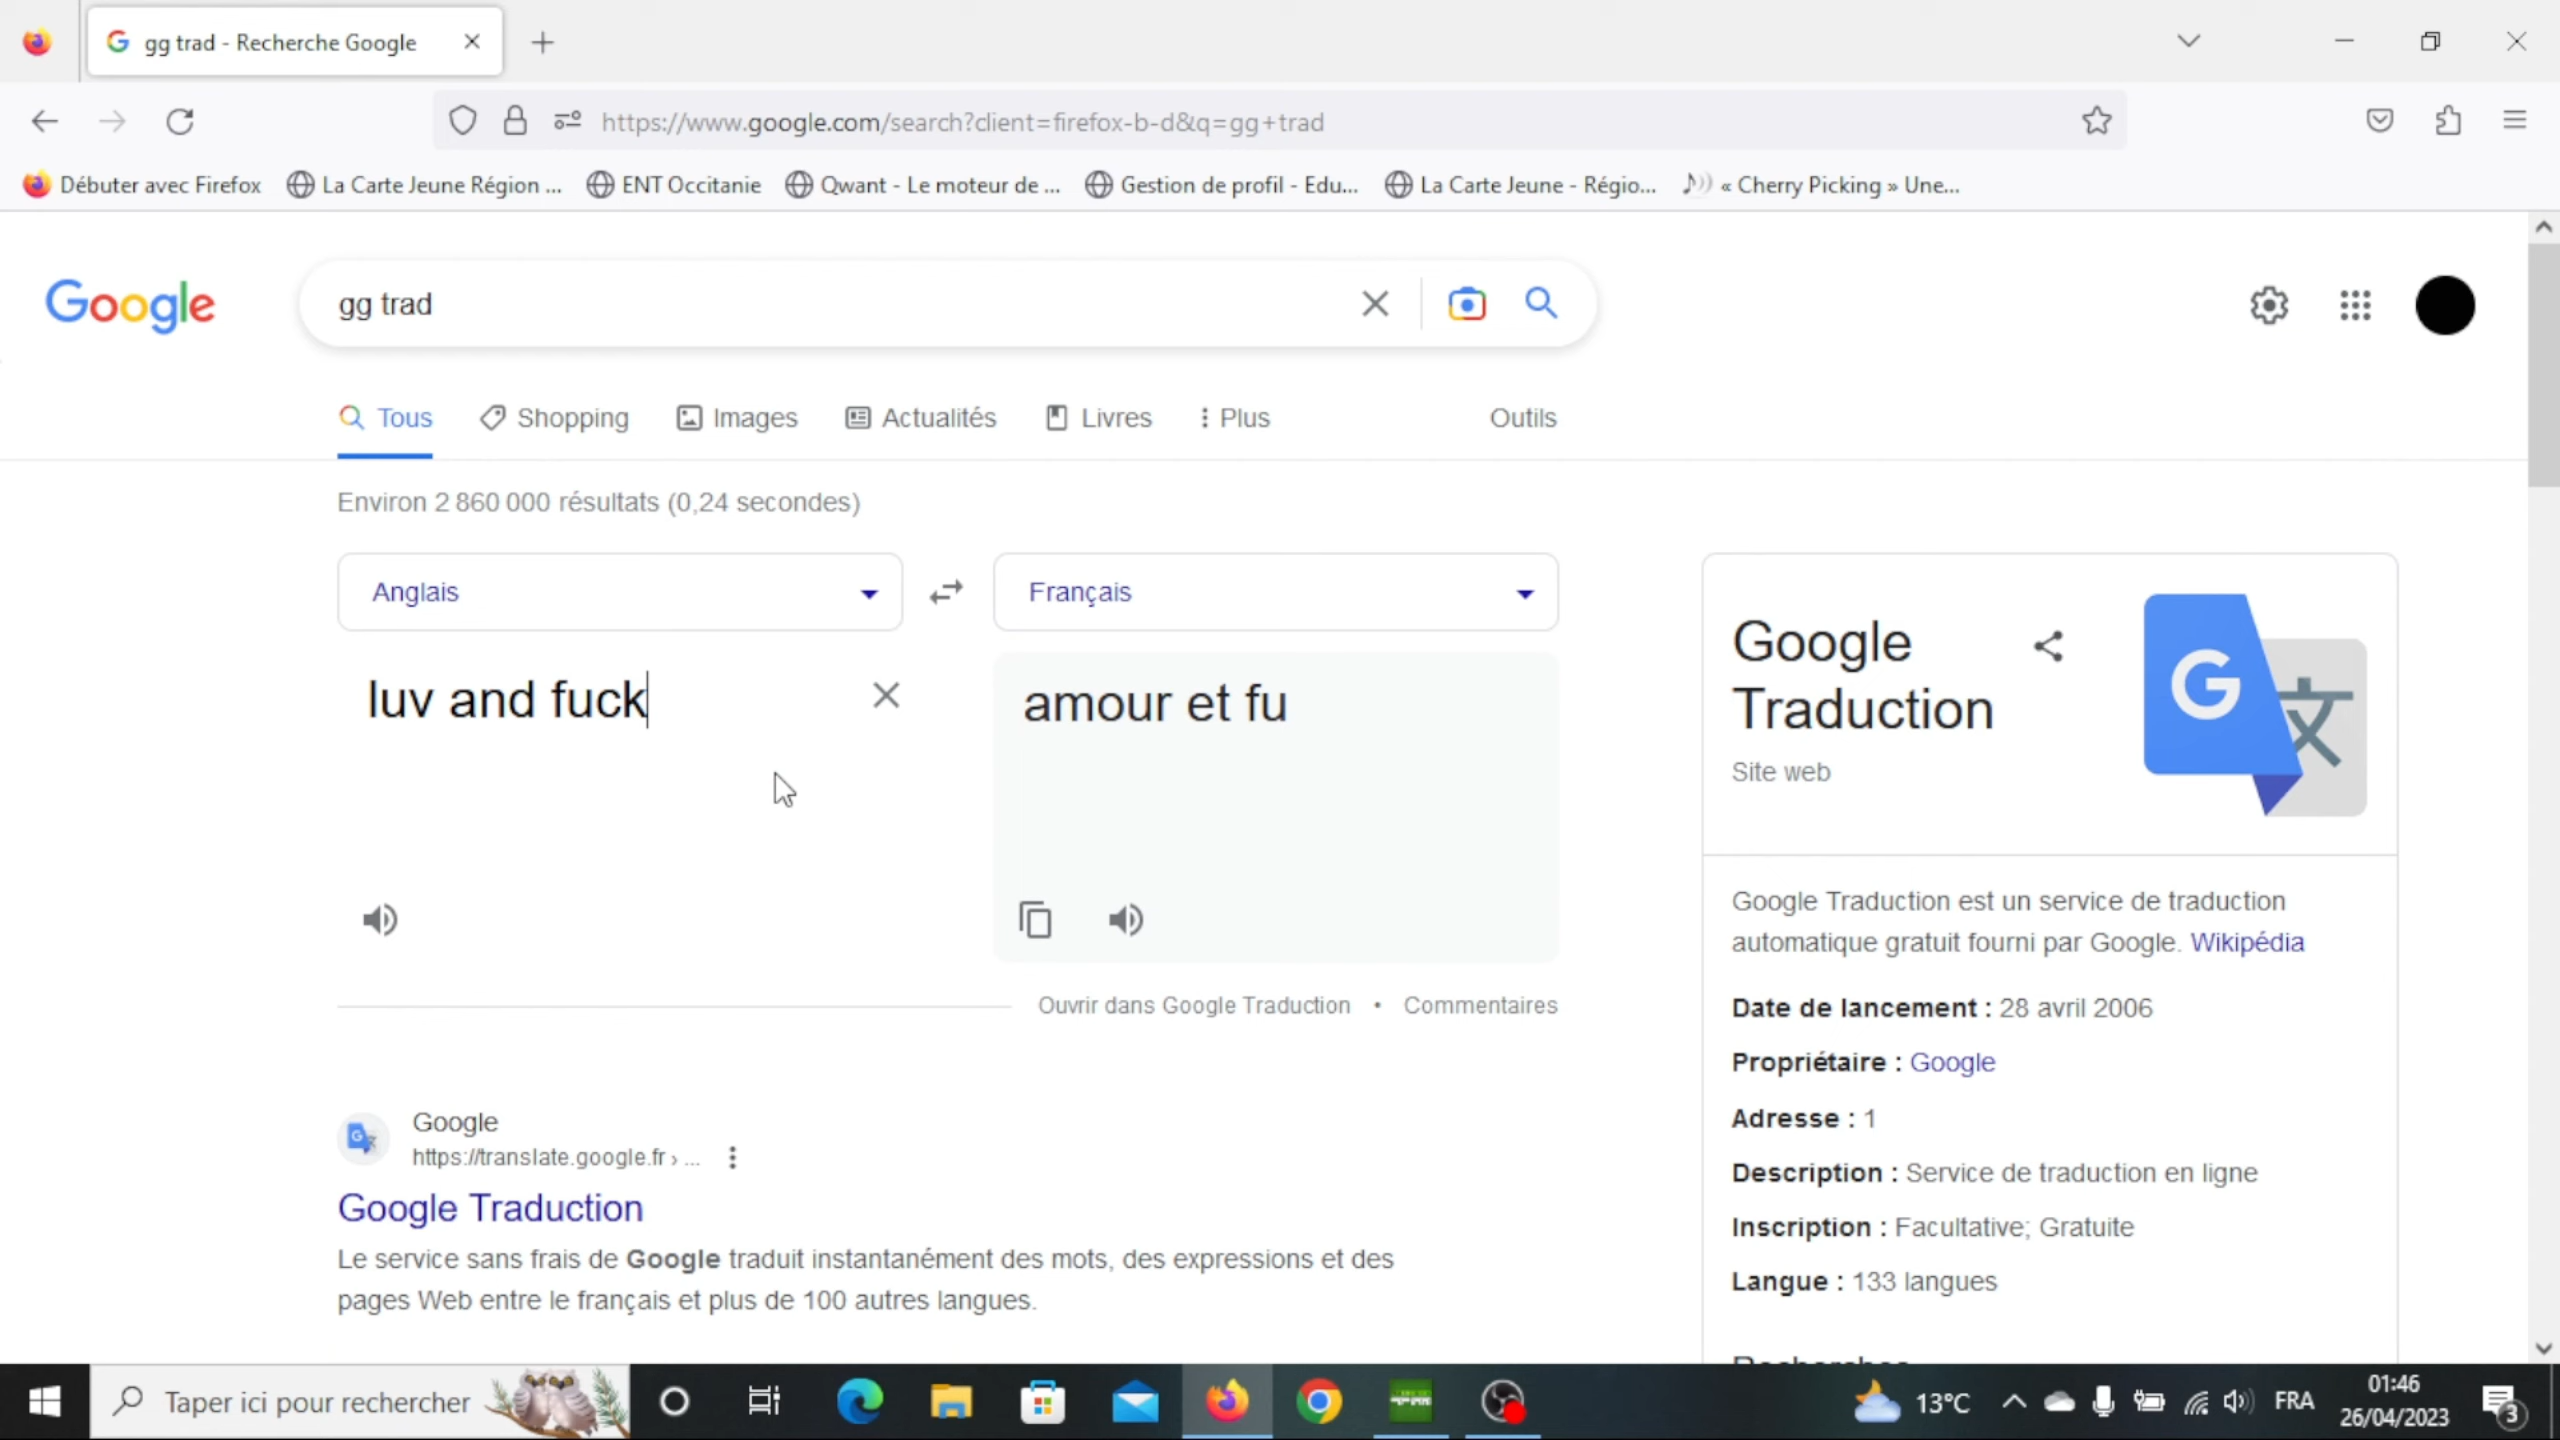 gg trad - Recherche Google
https://www.google.com/search?client=firefox-b-d&q=gg+trad
Débuter avec Firefox La Carte Jeune Région ... ENT Occitanie Qwant - Le moteur de ... Gestion de profil - Edu... La Carte Jeune - Régio... « Cherry Picking » Une...
Google gg trad
Tous Shopping Images Actualités Livres Plus Outils
Environ 2 860 000 résultats (0,24 secondes)
Anglais Français
luv and fuck amour et fu
Ouvrir dans Google Traduction • Commentaires
Google
https://translate.google.fr › ...
Google Traduction
Le service sans frais de Google traduit instantanément des mots, des expressions et des
pages Web entre le français et plus de 100 autres langues.
Google
Traduction
Site web
Google Traduction est un service de traduction
automatique gratuit fourni par Google. Wikipédia
Date de lancement : 28 avril 2006
Propriétaire : Google
Adresse : 1
Description : Service de traduction en ligne
Inscription : Facultative; Gratuite
Langue : 133 langues
Taper ici pour rechercher 13°C FRA 01:46
26/04/2023 3